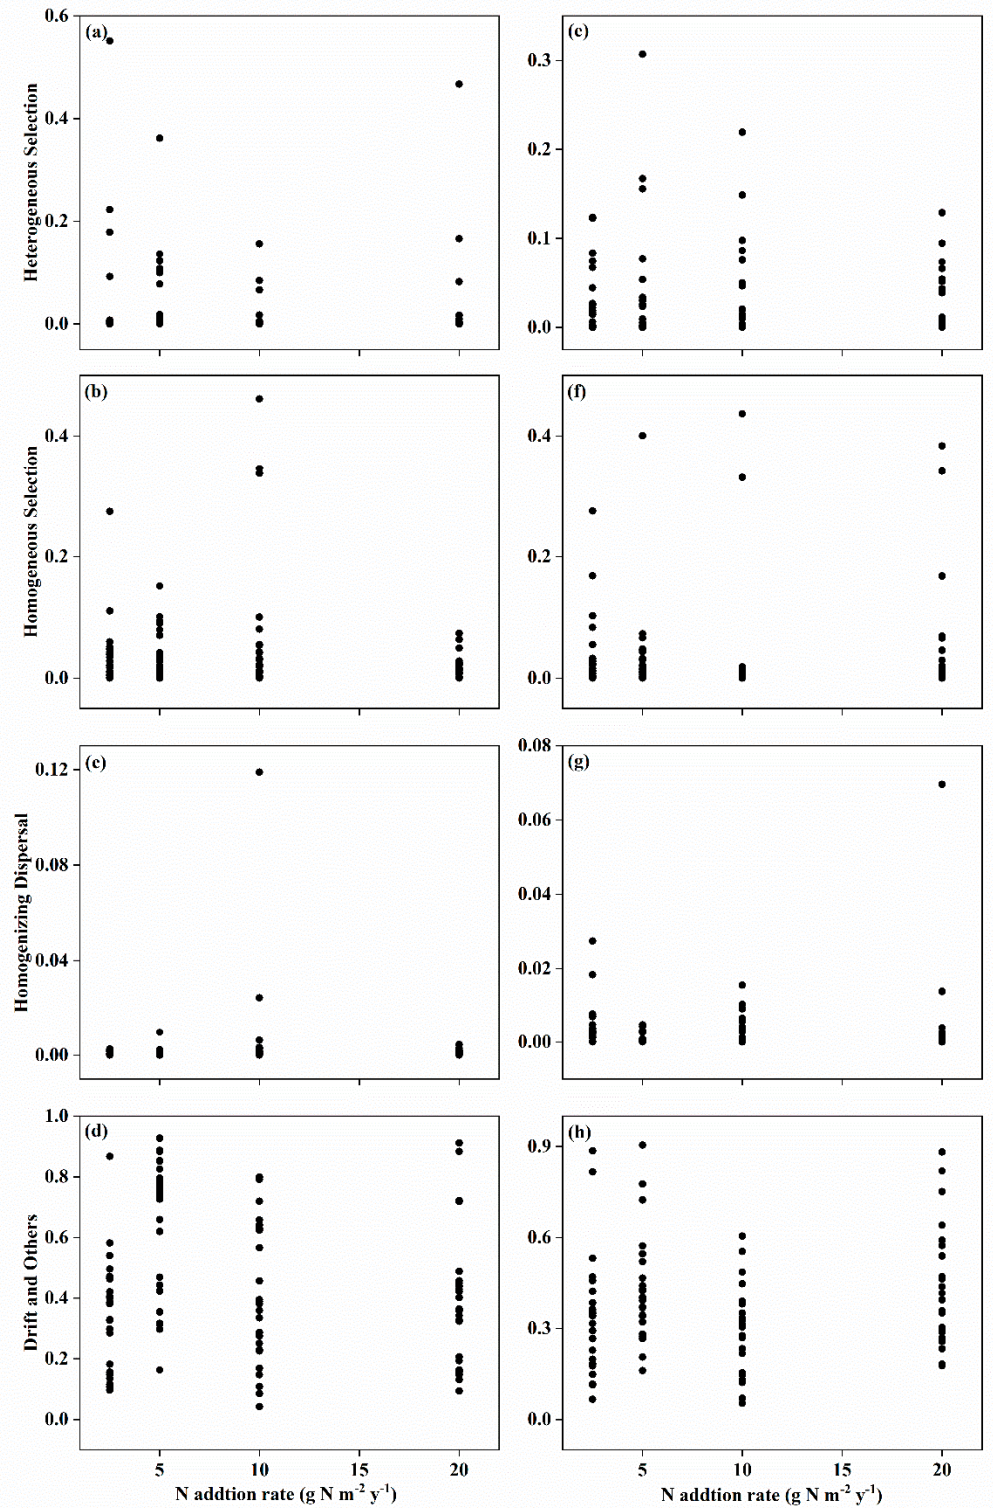 (a)
0.6
0.4
0.2
0.0
Heterogeneous Selection
(e)
0.3
0.2
0.1
0.0
(b)
0.4
0.2
0.0
Homogeneous Selection
(f)
0.4
0.2
0.0
(c)
0.12
0.08
0.04
0.00
Homogenizing Dispersal
(g)
0.08
0.06
0.04
0.02
0.00
(d)
1.0
0.8
0.6
0.4
0.2
0.0
Drift and Others
5 10 15 20
N addtion rate (g N m⁻² y⁻¹)
(h)
0.9
0.6
0.3
0.0
5 10 15 20
N addtion rate (g N m⁻² y⁻¹)